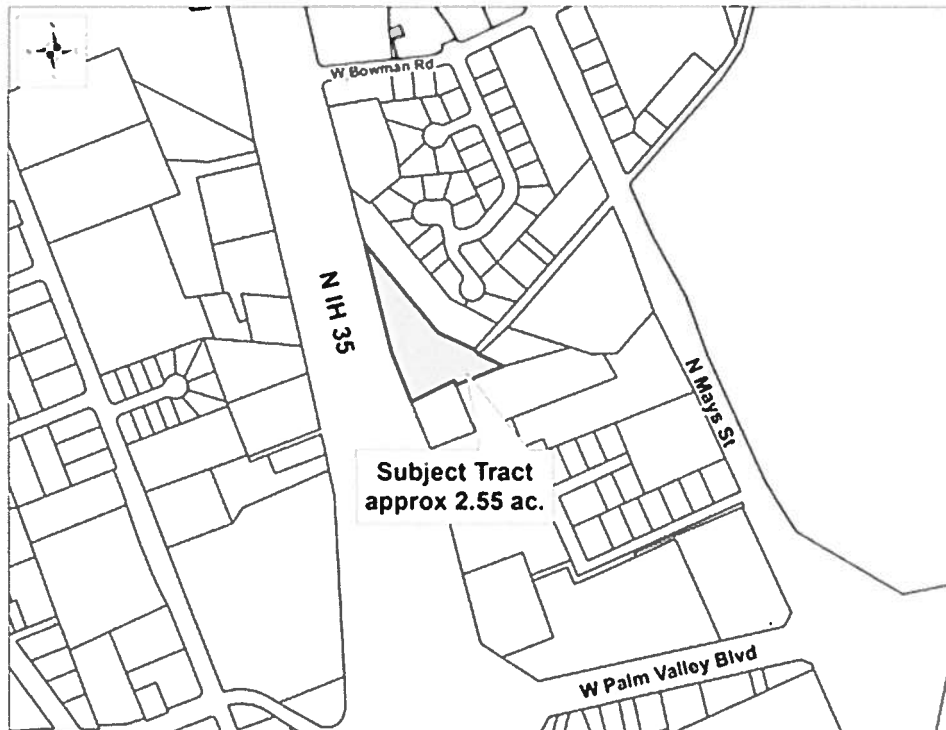 W Bowman Rd
N IH 35
N Mays St
Subject Tract
approx 2.55 ac.
W Palm Valley Blvd